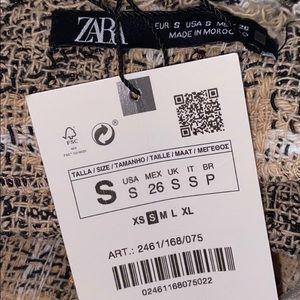 ZARA
EUR S USA S MEX 26
MADE IN MOROCCO
FSC
TALLA / SIZE / TAMANHO / TAILLE / MAAT / ΜΕΓΕΘΟΣ
S USA MEX UK IT BR
S 26 S S P
XS S M L XL
ART.: 2461/168/075
02461168075022